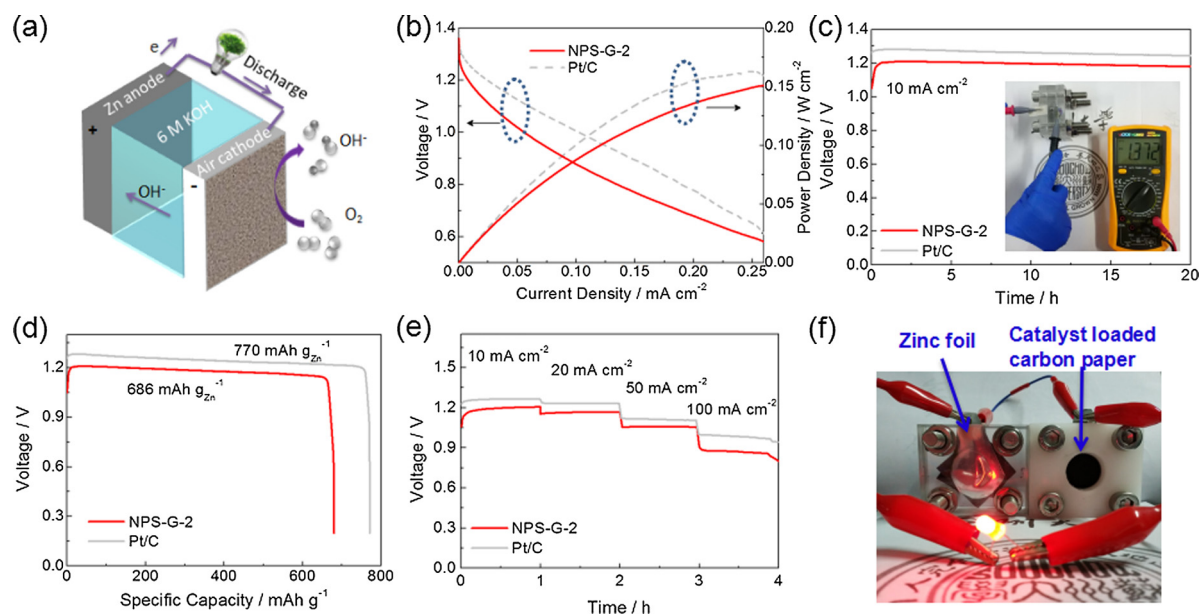 (a)
e
Discharge
Zn anode
+
6 M KOH
Air cathode
-
OH-
OH-
O2
(b)
1.4
1.2
1.0
0.8
0.6
Voltage / V
NPS-G-2
Pt/C
0.20
0.15
0.10
0.05
0.00
Power Density / W cm-2
0.00 0.05 0.10 0.15 0.20 0.25
Current Density / mA cm-2
(c)
1.4
1.2
1.0
0.8
0.6
0.4
0.2
0.0
Voltage / V
10 mA cm-2
1.372
NPS-G-2
Pt/C
0 5 10 15 20
Time / h
(d)
1.5
1.2
0.9
0.6
0.3
0.0
Voltage / V
770 mAh gZn-1
686 mAh gZn-1
NPS-G-2
Pt/C
0 200 400 600 800
Specific Capacity / mAh g-1
(e)
1.5
1.2
0.9
0.6
0.3
0.0
Voltage / V
10 mA cm-2
20 mA cm-2
50 mA cm-2
100 mA cm-2
NPS-G-2
Pt/C
0 1 2 3 4
Time / h
(f)
Zinc foil
Catalyst loaded
carbon paper